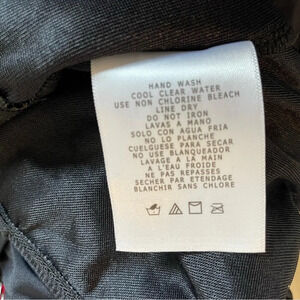 HAND WASH
COOL CLEAR WATER
USE NON CHLORINE BLEACH
LINE DRY
DO NOT IRON
LAVAS A MANO
SOLO CON AGUA FRIA
NO LO PLANCHE
CUELGUESE PARA SECAR
NO USE BLANQUEADOR
LAVAGE A LA MAIN
A L'EAU FROIDE
NE PAS REPASSES
SECHER PAR ETENDAGE
BLANCHIR SANS CHLORE